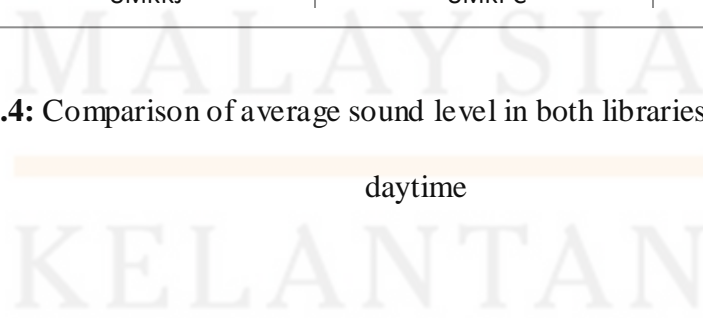 MALAYSIA
.4: Comparison of average sound level in both libraries
daytime
KELANTAN